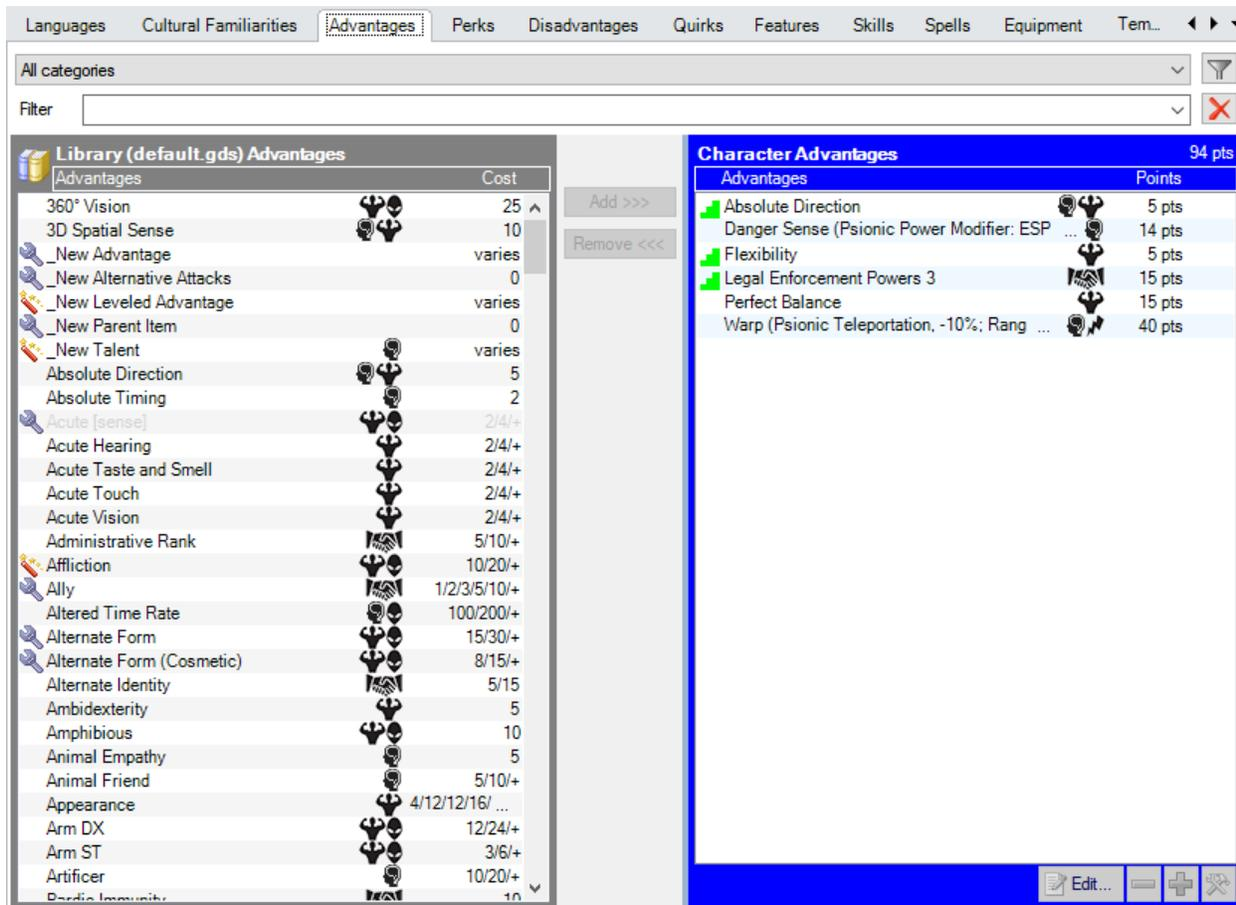 Languages Cultural Familiarities Advantages Perks Disadvantages Quirks Features Skills Spells Equipment Tem...
All categories
Filter
Library (default.gds) Advantages
Advantages Cost
360° Vision 25
3D Spatial Sense 10
_New Advantage varies
_New Alternative Attacks 0
_New Leveled Advantage varies
_New Parent Item 0
_New Talent varies
Absolute Direction 5
Absolute Timing 2
Acute [sense] 2/4/+
Acute Hearing 2/4/+
Acute Taste and Smell 2/4/+
Acute Touch 2/4/+
Acute Vision 2/4/+
Administrative Rank 5/10/+
Affliction 10/20/+
Ally 1/2/3/5/10/+
Altered Time Rate 100/200/+
Alternate Form 15/30/+
Alternate Form (Cosmetic) 8/15/+
Alternate Identity 5/15
Ambidexterity 5
Amphibious 10
Animal Empathy 5
Animal Friend 5/10/+
Appearance 4/12/12/16/ ...
Arm DX 12/24/+
Arm ST 3/6/+
Artificer 10/20/+
Bardic Immunity 10
Add >>>
Remove <<<
Character Advantages 94 pts
Advantages Points
Absolute Direction 5 pts
Danger Sense (Psionic Power Modifier: ESP ... 14 pts
Flexibility 5 pts
Legal Enforcement Powers 3 15 pts
Perfect Balance 15 pts
Warp (Psionic Teleportation, -10%; Rang ... 40 pts
Edit...